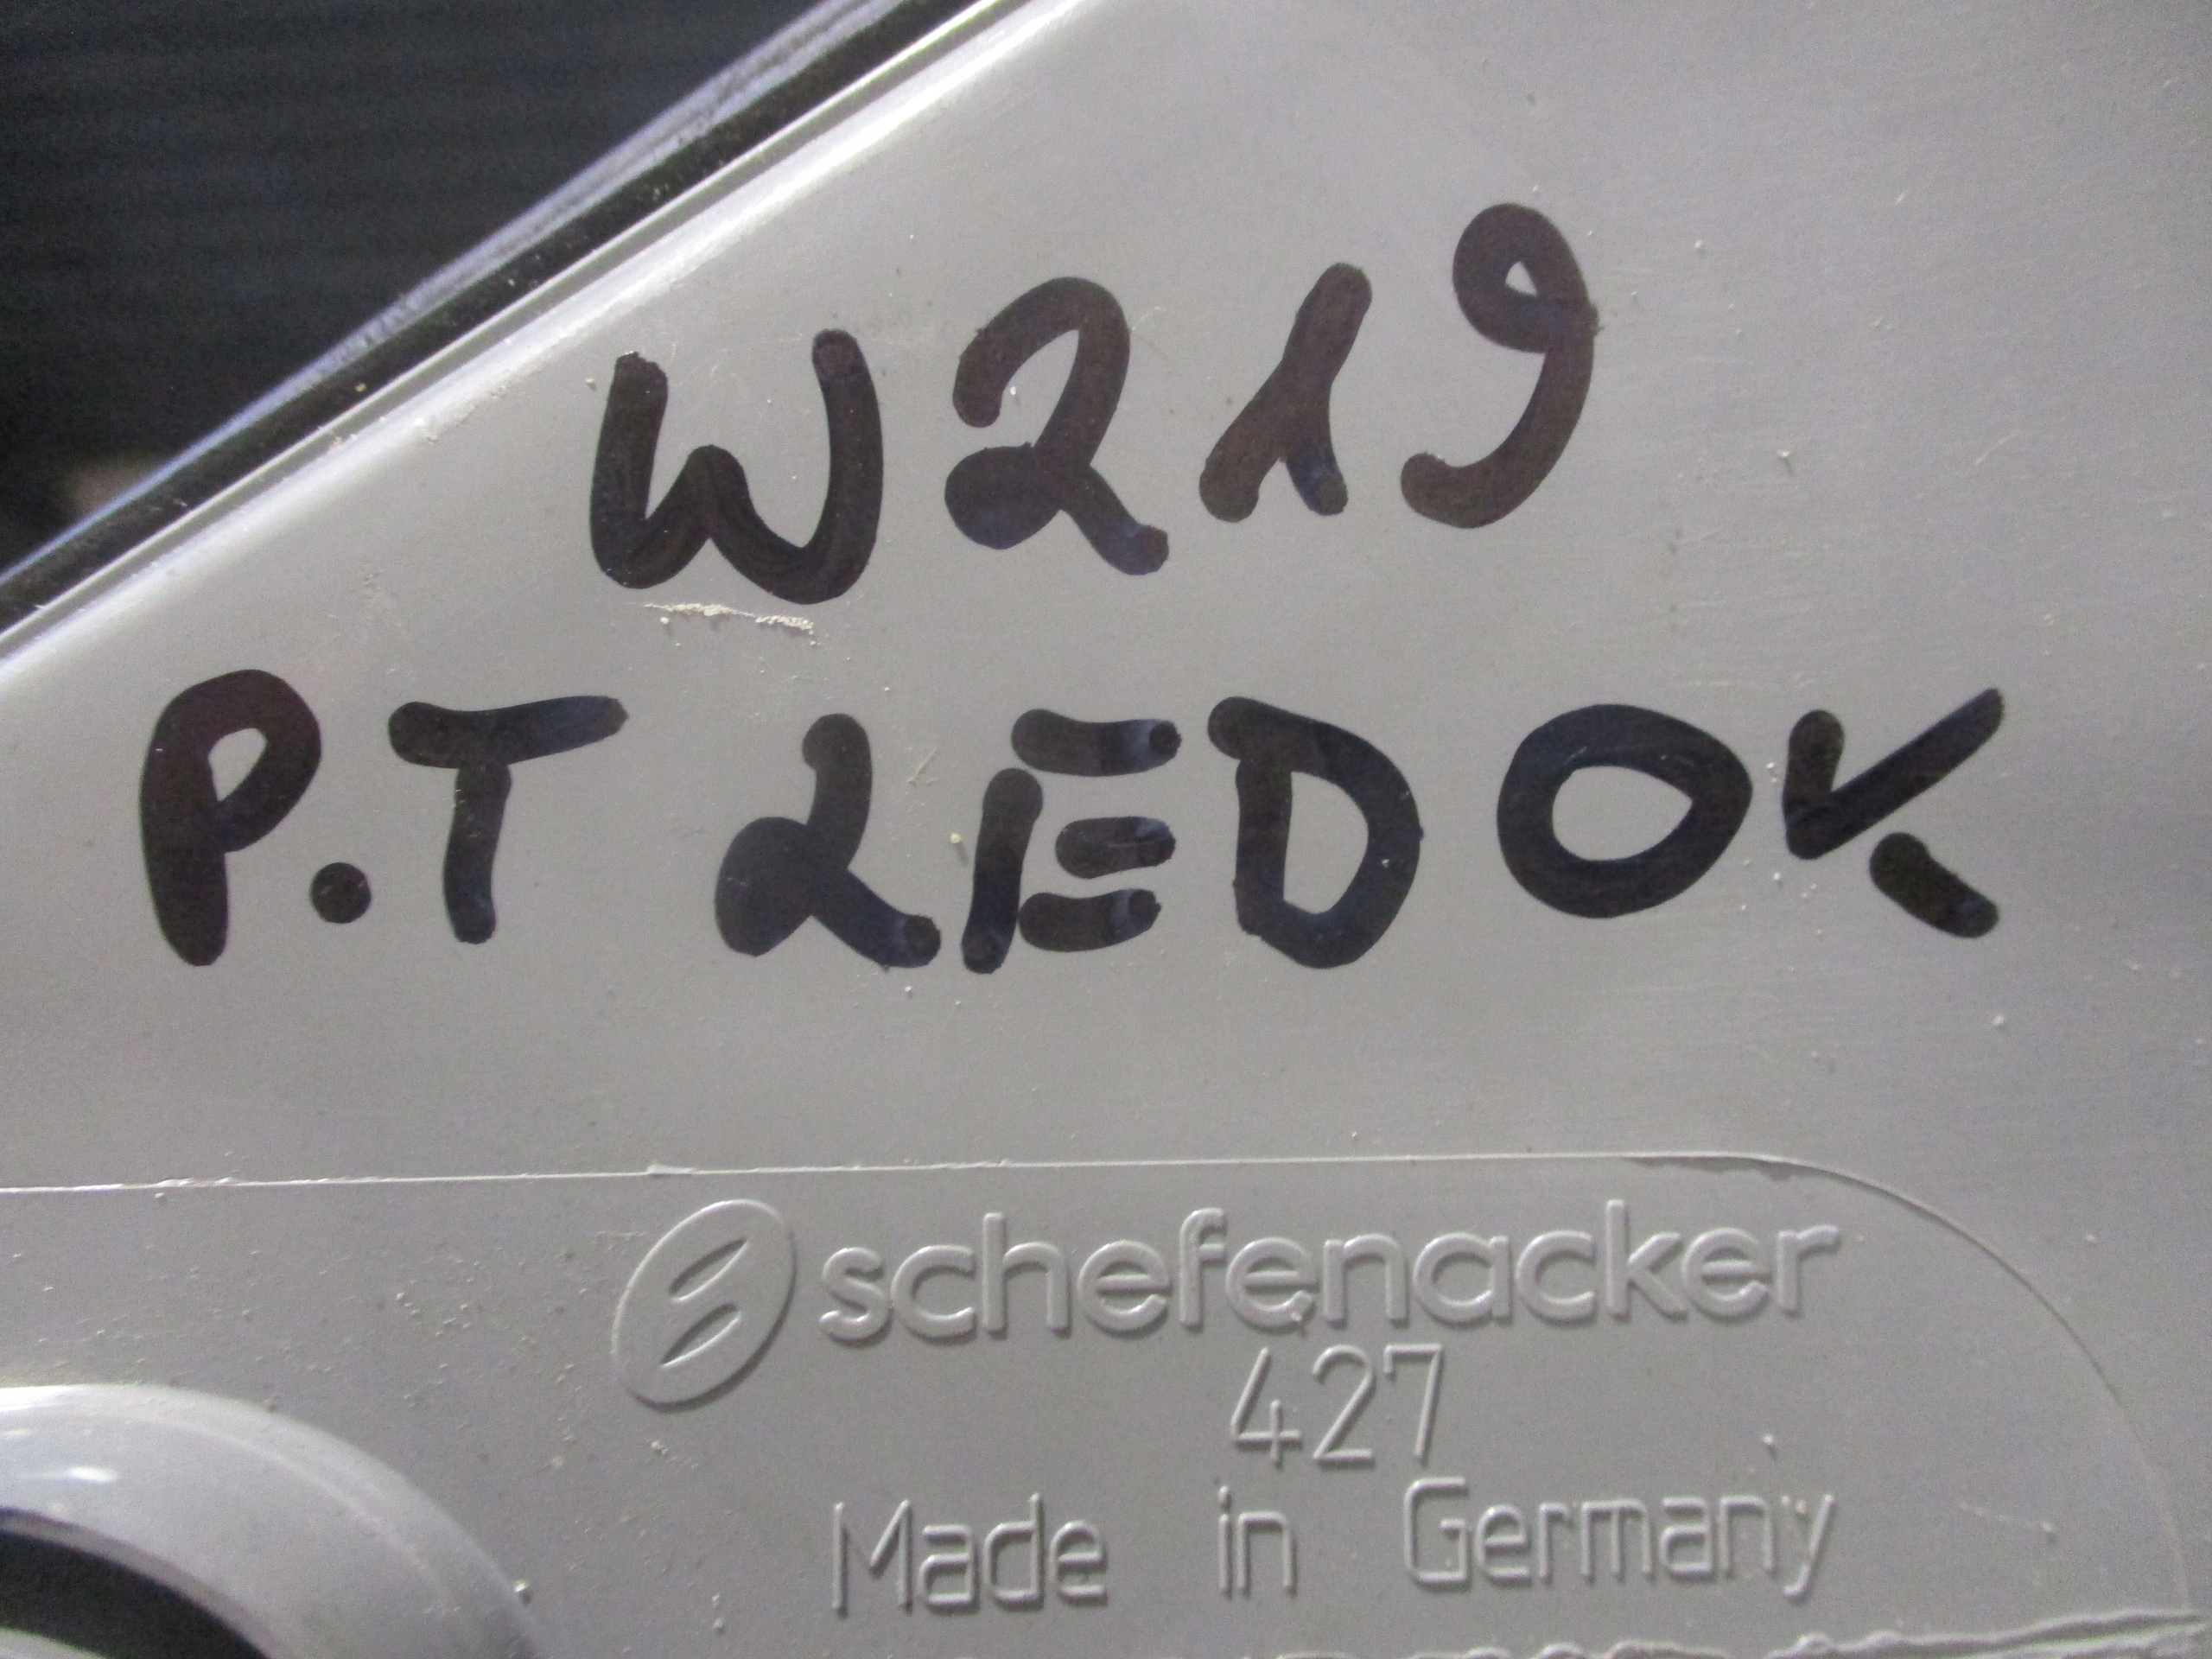 W219
P.T LED OK
schefenacker
427
Made in Germany